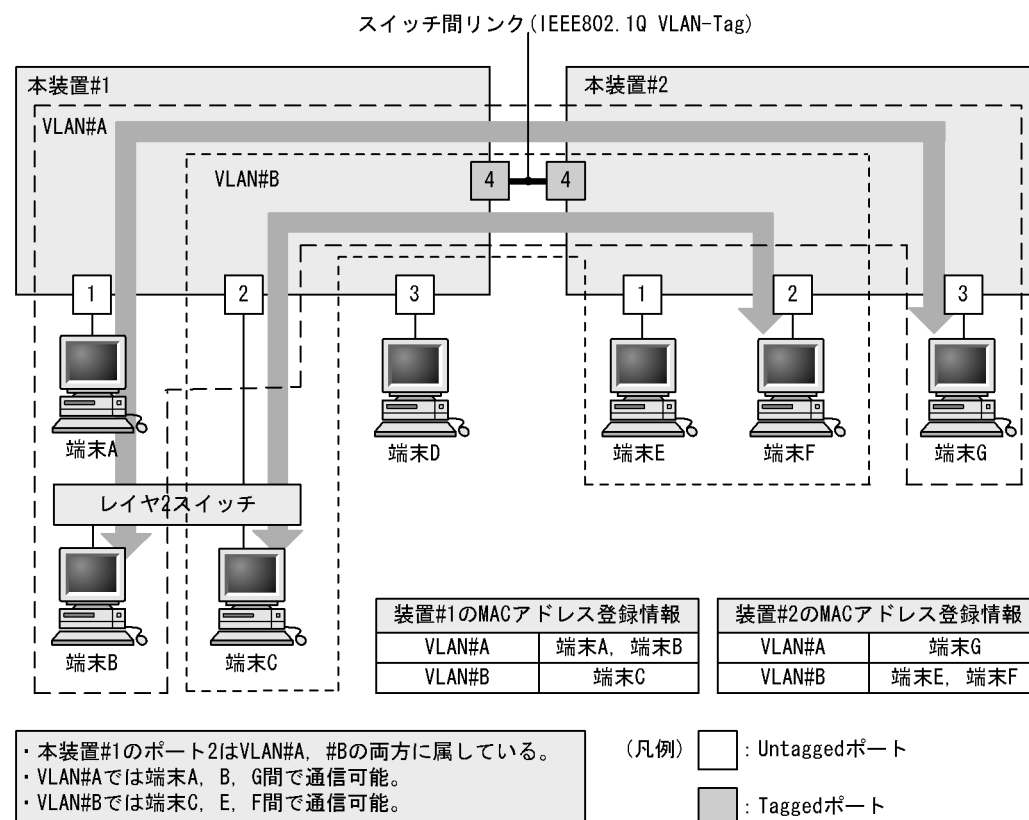 スイッチ間リンク(IEEE802.1Q VLAN-Tag)
本装置#1
本装置#2
VLAN#A
VLAN#B
4
4
1
2
3
1
2
3
端末A
端末D
端末E
端末F
端末G
レイヤ2スイッチ
端末B
端末C
装置#1のMACアドレス登録情報
VLAN#A 端末A, 端末B
VLAN#B 端末C
装置#2のMACアドレス登録情報
VLAN#A 端末G
VLAN#B 端末E, 端末F
・本装置#1のポート2はVLAN#A, #Bの両方に属している。
・VLAN#Aでは端末A, B, G間で通信可能。
・VLAN#Bでは端末C, E, F間で通信可能。
(凡例)
: Untaggedポート
: Taggedポート